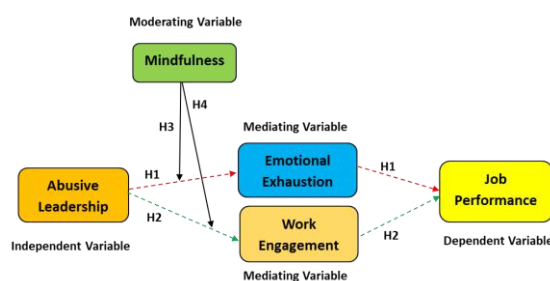 Moderating Variable
Mindfulness
H3
H4
Mediating Variable
H1
Emotional
Exhaustion
H1
Abusive
Leadership
Job
Performance
H2
Work
Engagement
H2
Independent Variable
Dependent Variable
Mediating Variable